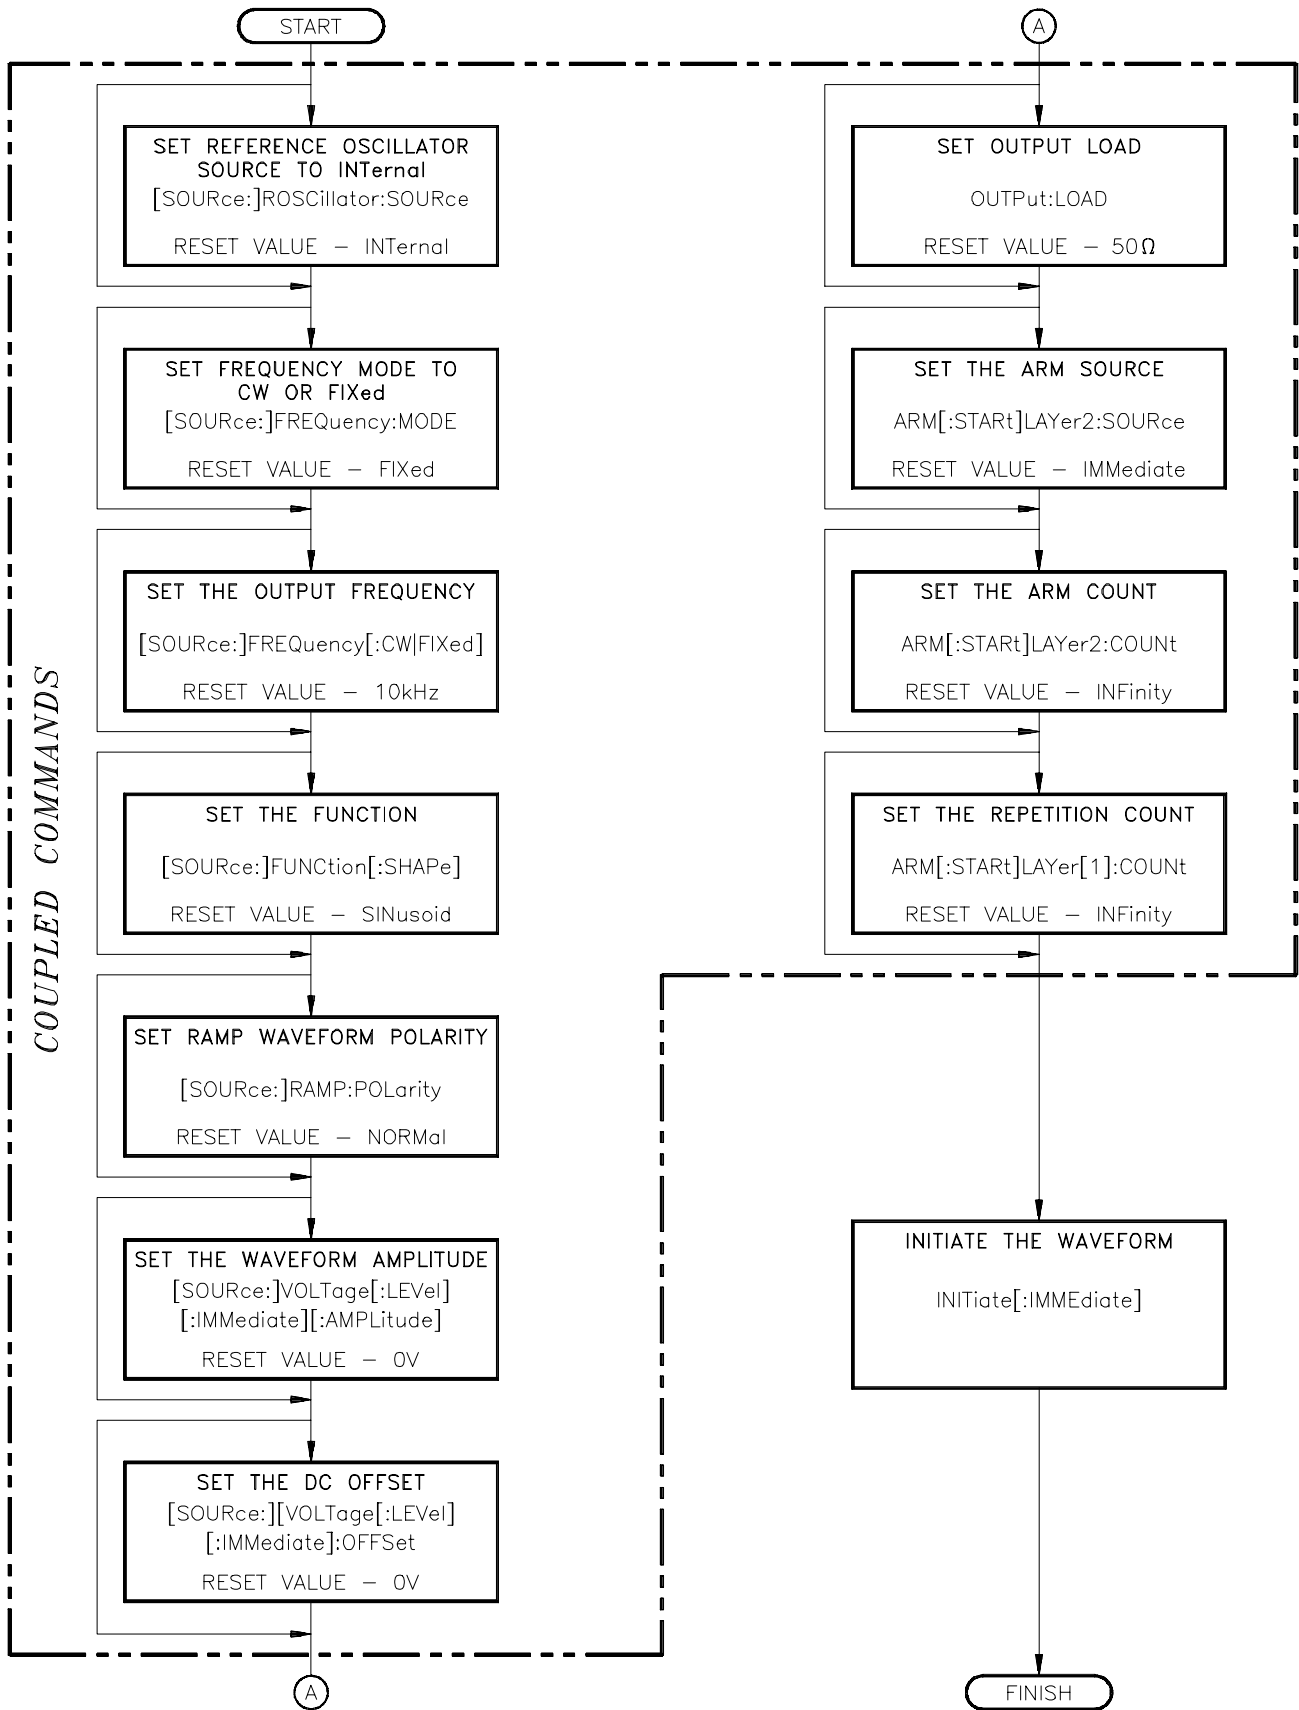 START
SET REFERENCE OSCILLATOR
SOURCE TO INTernal
[SOURce:]ROSCillator:SOURce
RESET VALUE – INTernal
SET FREQUENCY MODE TO
CW OR FIXed
[SOURce:]FREQuency:MODE
RESET VALUE – FIXed
SET THE OUTPUT FREQUENCY
[SOURce:]FREQuency[:CW|FIXed]
RESET VALUE – 10kHz
SET THE FUNCTION
[SOURce:]FUNCtion[:SHAPe]
RESET VALUE – SINusoid
SET RAMP WAVEFORM POLARITY
[SOURce:]RAMP:POLarity
RESET VALUE – NORMal
SET THE WAVEFORM AMPLITUDE
[SOURce:]VOLTage[:LEVel]
[:IMMediate][:AMPLitude]
RESET VALUE – 0V
SET THE DC OFFSET
[SOURce:][VOLTage[:LEVel]
[:IMMediate]:OFFSet
RESET VALUE – 0V
A
COUPLED COMMANDS
A
SET OUTPUT LOAD
OUTPut:LOAD
RESET VALUE – 50Ω
SET THE ARM SOURCE
ARM[:STARt]LAYer2:SOURce
RESET VALUE – IMMediate
SET THE ARM COUNT
ARM[:STARt]LAYer2:COUNt
RESET VALUE – INFinity
SET THE REPETITION COUNT
ARM[:STARt]LAYer[1]:COUNt
RESET VALUE – INFinity
INITIATE THE WAVEFORM
INITiate[:IMMEdiate]
FINISH